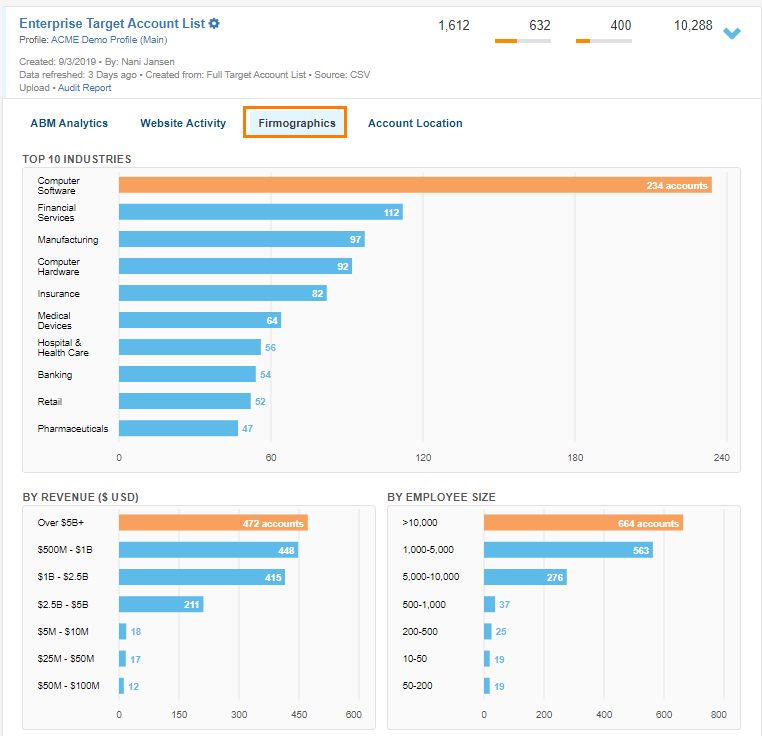 Enterprise Target Account List
1,612 632 400 10,288
Profile: ACME Demo Profile (Main)
Created: 9/3/2019 • By: Nani Jansen
Data refreshed: 3 Days ago • Created from: Full Target Account List • Source: CSV
Upload • Audit Report
ABM Analytics Website Activity Firmographics Account Location
TOP 10 INDUSTRIES
Computer
Software
234 accounts
Financial
Services
112
Manufacturing 97
Computer
Hardware
92
Insurance 82
Medical
Devices
64
Hospital &
Health Care
56
Banking 54
Retail 52
Pharmaceuticals 47
0 60 120 180 240
BY REVENUE ($ USD)
Over $5B+ 472 accounts
$500M - $1B 448
$1B - $2.5B 415
$2.5B - $5B 211
$5M - $10M 18
$25M - $50M 17
$50M - $100M 12
0 150 300 450 600
BY EMPLOYEE SIZE
>10,000 664 accounts
1,000-5,000 563
5,000-10,000 276
500-1,000 37
200-500 25
10-50 19
50-200 19
0 200 400 600 800